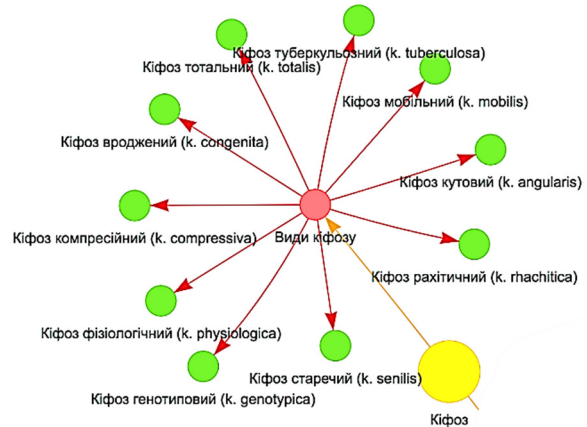 Кіфоз туберкульозний (k. tuberculosa)
Кіфоз тотальний (k. totalis)
Кіфоз мобільний (k. mobilis)
Кіфоз вроджений (k. congenita)
Кіфоз кутовий (k. angularis)
Кіфоз компресійний (k. compressiva)
Види кіфозу
Кіфоз рахітичний (k. rhachitica)
Кіфоз фізіологічний (k. physiologica)
Кіфоз старечий (k. senilis)
Кіфоз генотиповий (k. genotypica)
Кіфоз